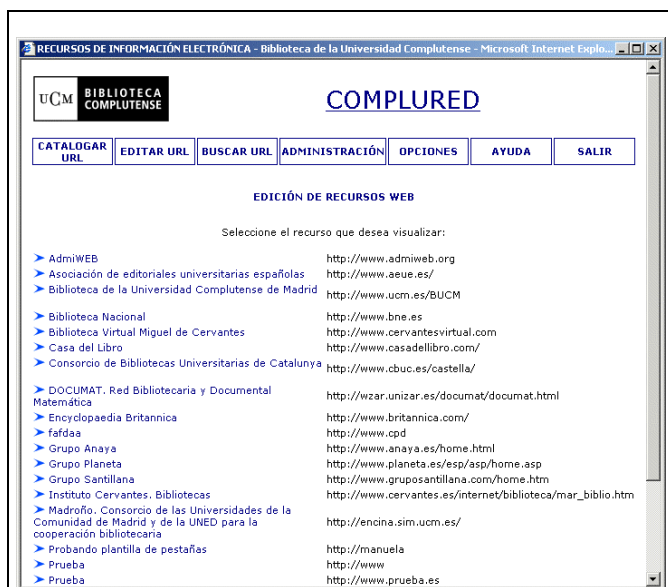 RECURSOS DE INFORMACIÓN ELECTRÓNICA - Biblioteca de la Universidad Complutense - Microsoft Internet Explo...
UCM BIBLIOTECA COMPLUTENSE
COMPLURED
CATALOGAR URL EDITAR URL BUSCAR URL ADMINISTRACIÓN OPCIONES AYUDA SALIR
EDICIÓN DE RECURSOS WEB
Seleccione el recurso que desea visualizar:
AdmiWEB http://www.admiweb.org
Asociación de editoriales universitarias españolas http://www.aeue.es/
Biblioteca de la Universidad Complutense de Madrid http://www.ucm.es/BUCM
Biblioteca Nacional http://www.bne.es
Biblioteca Virtual Miguel de Cervantes http://www.cervantesvirtual.com
Casa del Libro http://www.casadellibro.com/
Consorcio de Bibliotecas Universitarias de Catalunya http://www.cbuc.es/castella/
DOCUMAT. Red Bibliotecaria y Documental
Matemática http://wzar.unizar.es/documat/documat.html
Encyclopaedia Britannica http://www.britannica.com/
fafdaa http://www.cpd
Grupo Anaya http://www.anaya.es/home.html
Grupo Planeta http://www.planeta.es/esp/asp/home.asp
Grupo Santillana http://www.gruposantillana.com/home.htm
Instituto Cervantes. Bibliotecas http://www.cervantes.es/internet/biblioteca/mar_biblio.htm
Madroño. Consorcio de las Universidades de la
Comunidad de Madrid y de la UNED para la http://encina.sim.ucm.es/
cooperación bibliotecaria
Probando plantilla de pestañas http://manuela
Prueba http://www
Prueba http://www.prueba.es